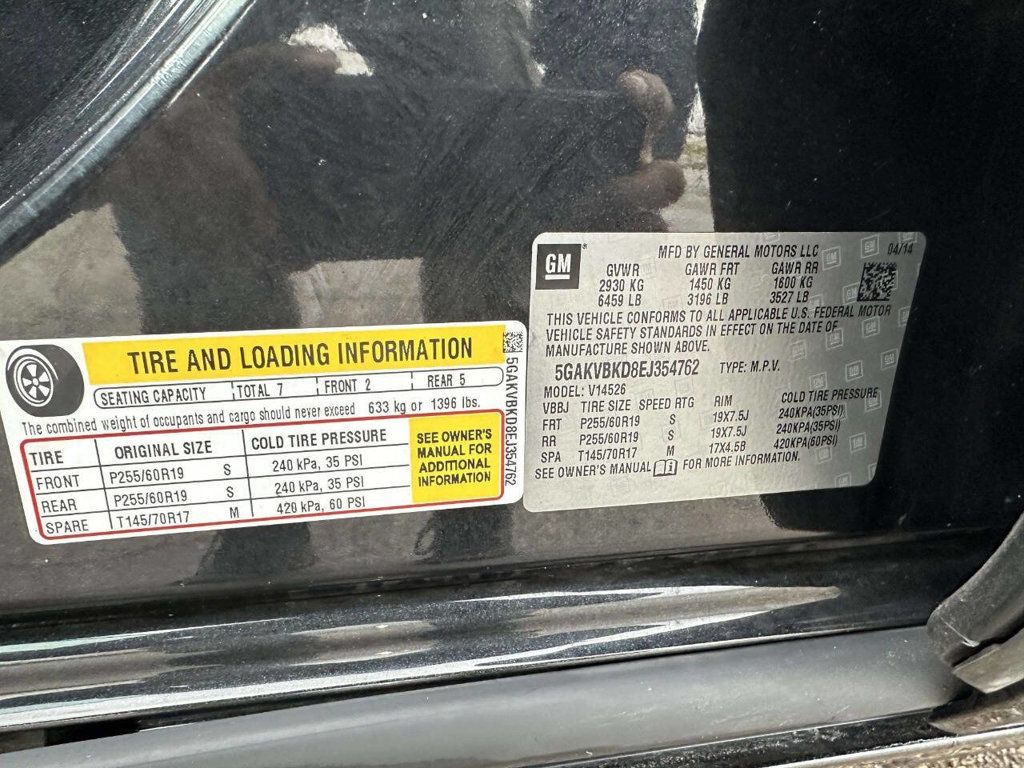 TIRE AND LOADING INFORMATION
SEATING CAPACITY TOTAL 7 FRONT 2 REAR 5
The combined weight of occupants and cargo should never exceed 633 kg or 1396 lbs.
TIRE ORIGINAL SIZE COLD TIRE PRESSURE
FRONT P255/60R19 S 240 kPa, 35 PSI
REAR P255/60R19 S 240 kPa, 35 PSI
SPARE T145/70R17 M 420 kPa, 60 PSI
SEE OWNER'S
MANUAL FOR
ADDITIONAL
INFORMATION
5GAKVBKD8EJ354762
GM
MFD BY GENERAL MOTORS LLC 04/14
GVWR GAWR FRT GAWR RR
2930 KG 1450 KG 1600 KG
6459 LB 3196 LB 3527 LB
THIS VEHICLE CONFORMS TO ALL APPLICABLE U.S. FEDERAL MOTOR
VEHICLE SAFETY STANDARDS IN EFFECT ON THE DATE OF
MANUFACTURE SHOWN ABOVE.
5GAKVBKD8EJ354762 TYPE: M.P.V.
MODEL: V14526
VBBJ TIRE SIZE SPEED RTG RIM COLD TIRE PRESSURE
FRT P255/60R19 S 19X7.5J 240KPA(35PSI)
RR P255/60R19 S 19X7.5J 240KPA(35PSI)
SPA T145/70R17 M 17X4.5B 420KPA(60PSI)
SEE OWNER'S MANUAL FOR MORE INFORMATION.